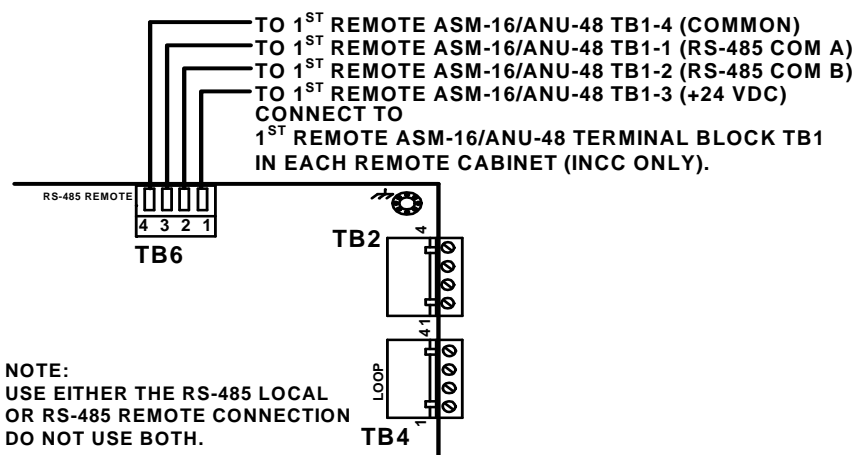 TO 1ST REMOTE ASM-16/ANU-48 TB1-4 (COMMON)
TO 1ST REMOTE ASM-16/ANU-48 TB1-1 (RS-485 COM A)
TO 1ST REMOTE ASM-16/ANU-48 TB1-2 (RS-485 COM B)
TO 1ST REMOTE ASM-16/ANU-48 TB1-3 (+24 VDC)
CONNECT TO
1ST REMOTE ASM-16/ANU-48 TERMINAL BLOCK TB1
IN EACH REMOTE CABINET (INCC ONLY).
RS-485 REMOTE
4 3 2 1
TB6
TB2
4
1
4
LOOP
1
TB4
NOTE:
USE EITHER THE RS-485 LOCAL
OR RS-485 REMOTE CONNECTION
DO NOT USE BOTH.